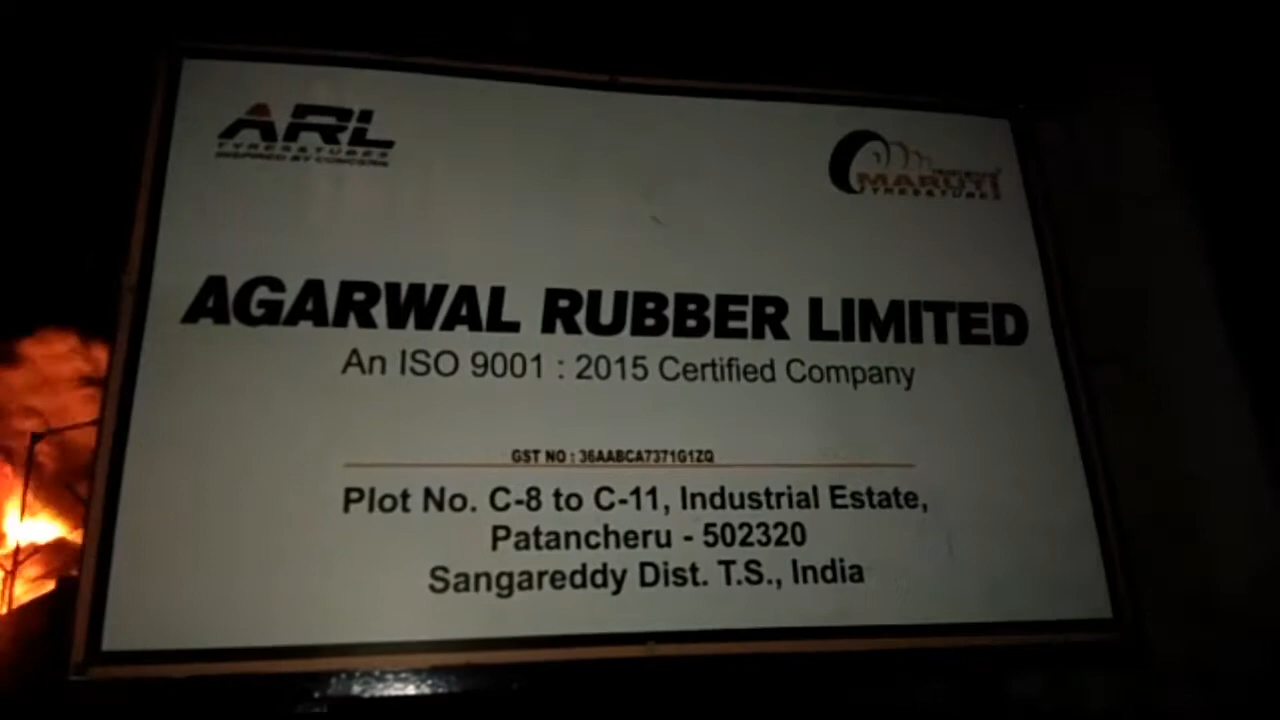 ARL
TYRES & TUBES
INSPIRED BY CONCERN
MARUTI
TYRES & TUBES
AGARWAL RUBBER LIMITED
An ISO 9001 : 2015 Certified Company
GST NO : 36AABCA7371G1ZQ
Plot No. C-8 to C-11, Industrial Estate,
Patancheru - 502320
Sangareddy Dist. T.S., India